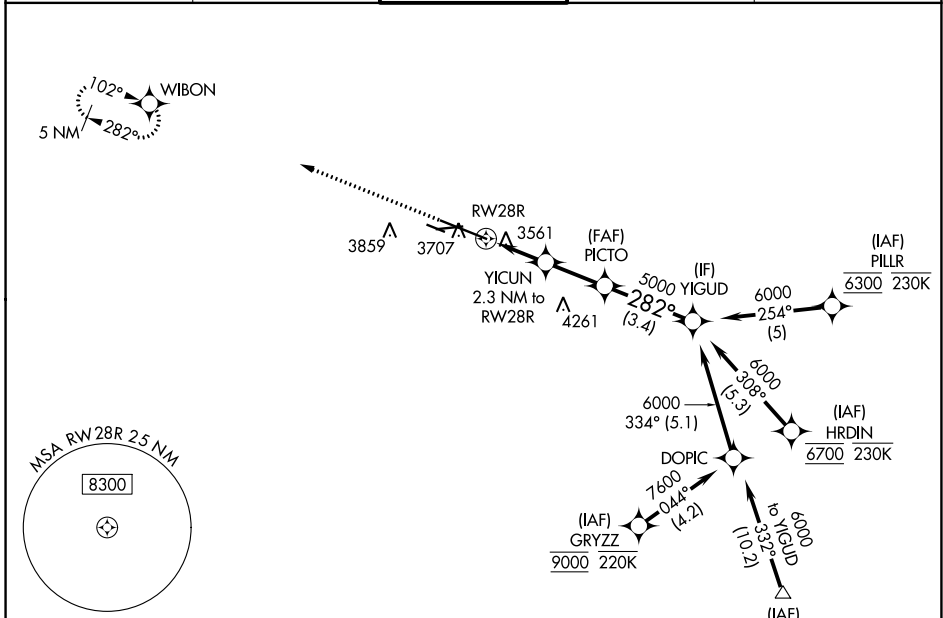 102°
WIBON
5 NM
282°
RW28R
3859
3707
3561
(FAF)
PICTO
(IF)
YIGUD
(IAF)
PILLR
6300 230K
YICUN
2.3 NM to
RW28R
5000
282°
(3.4)
4261
6000
254°
(5)
6000
308°
(5.3)
6000
334° (5.1)
(IAF)
HRDIN
6700 230K
DOPIC
7600
044°
(4.2)
(IAF)
GRYZZ
9000 220K
6000
to YIGUD
332°
(10.2)
(IAF)
MSA RW28R 25 NM
8300